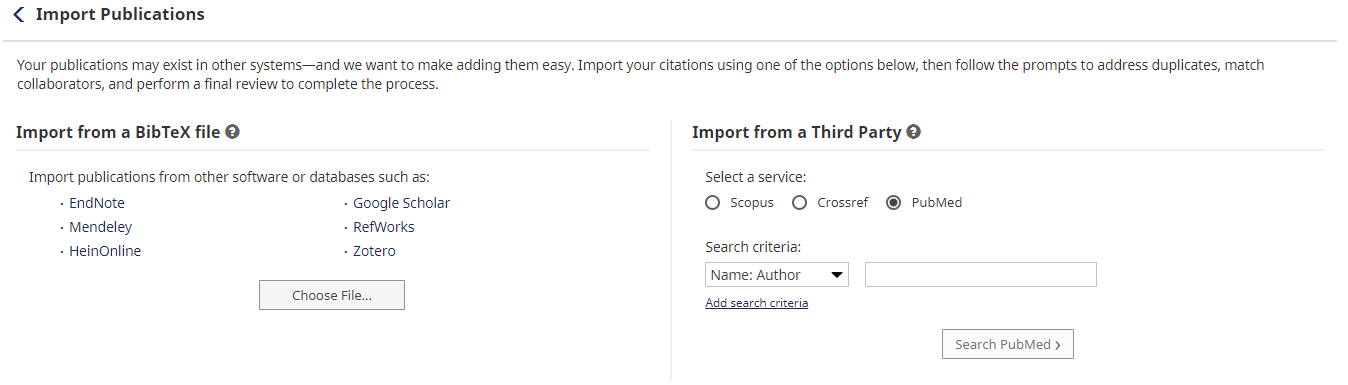 Import Publications
Your publications may exist in other systems—and we want to make adding them easy. Import your citations using one of the options below, then follow the prompts to address duplicates, match
collaborators, and perform a final review to complete the process.
Import from a BibTeX file ?
Import publications from other software or databases such as:
· EndNote
· Mendeley
· HeinOnline
· Google Scholar
· RefWorks
· Zotero
Choose File...
Import from a Third Party ?
Select a service:
Scopus Crossref PubMed
Search criteria:
Name: Author
Add search criteria
Search PubMed ›